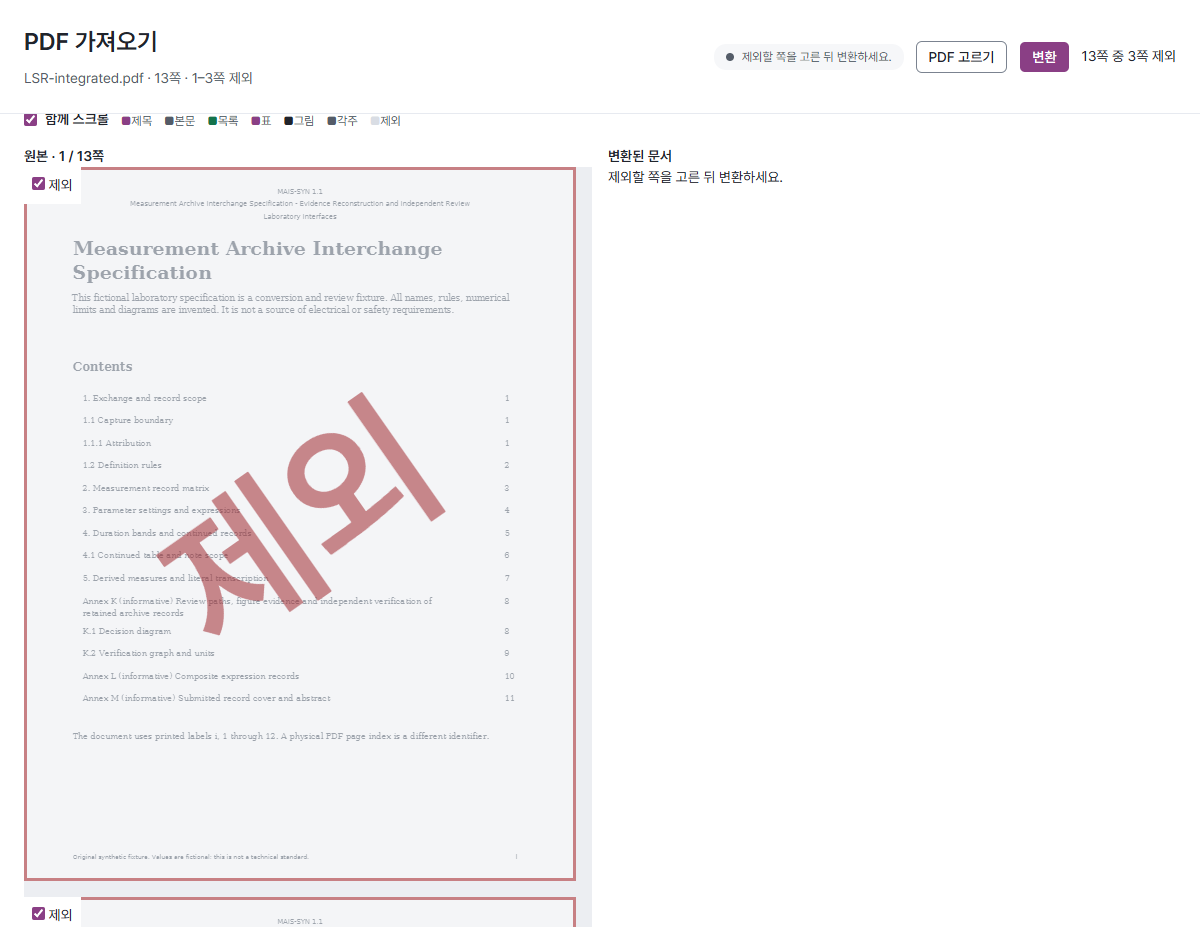 PDF 가져오기
LSR-integrated.pdf · 13쪽 · 1–3쪽 제외
제외할 쪽을 고른 뒤 변환하세요.
PDF 고르기
변환
13쪽 중 3쪽 제외
함께 스크롤
제목
본문
목록
표
그림
각주
제외
원본 · 1 / 13쪽
제외
MAIS-SYN 1.1
Measurement Archive Interchange Specification - Evidence Reconstruction and Independent Review
Laboratory Interfaces
Measurement Archive Interchange
Specification
This fictional laboratory specification is a conversion and review fixture. All names, rules, numerical
limits and diagrams are invented. It is not a source of electrical or safety requirements.
Contents
1. Exchange and record scope 1
1.1 Capture boundary 1
1.1.1 Attribution 1
1.2 Definition rules 2
2. Measurement record matrix 3
3. Parameter settings and expressions 4
4. Duration bands and continued records 5
4.1 Continued table and note scope 6
5. Derived measures and literal transcription 7
Annex K (informative) Review paths, figure evidence and independent verification of 8
retained archive records
K.1 Decision diagram 8
K.2 Verification graph and units 9
Annex L (informative) Composite expression records 10
Annex M (informative) Submitted record cover and abstract 11
The document uses printed labels i, 1 through 12. A physical PDF page index is a different identifier.
제외
Original synthetic fixture. Values are fictional: this is not a technical standard. i
제외
MAIS-SYN 1.1
변환된 문서
제외할 쪽을 고른 뒤 변환하세요.